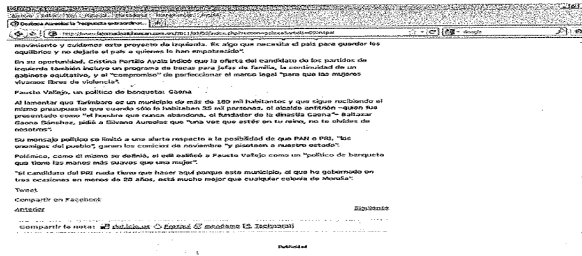 movimiento y cuidemos este proyecto de izquierda. Es algo que necesita el país para guardar los
equilibrios y no dejarle el país a quienes lo han empobrecido".
En su oportunidad, Cristina Portillo Ayala indicó que la oferta del candidato de los partidos de
izquierda también incluye un programa de becas para jefas de familia, la continuidad de un
gabinete equitativo, y el "compromiso" de perfeccionar el marco legal "para que las mujeres
vivamos libres de violencia".
Fausto Vallejo, un político de banqueta: Gaona
Al lamentar que Tarímbaro es un municipio de más de 180 mil habitantes y que sigue recibiendo el
mismo presupuesto que cuando sólo lo habitaban 35 mil personas, el alcalde anfitrión –quien fue
presentado como "el hombre que nunca abandona, el fundador de la dinastía Gaona"– Baltazar
Gaona Sánchez, pidió a Silvano Aureoles que "una vez que estés en tu reino, no te olvides de
nosotros".
Su mensaje político se limitó a una alerta respecto a la posibilidad de que PAN o PRI, "los
enemigos del pueblo", ganen los comicios de noviembre "y pisoteen a nuestro estado".
Polémico, como él mismo se definió, el edil calificó a Fausto Vallejo como un "político de banqueta
que tiene las manos más suaves que una mujer".
"El candidato del PRI nada tiene que hacer aquí porque este municipio, al que he gobernado en
tres ocasiones en menos de 20 años, está mucho mejor que cualquier colonia de Morelia".
Tweet
Compartir en Facebook
Anterior Siguiente
Compartir la nota:
Publicidad